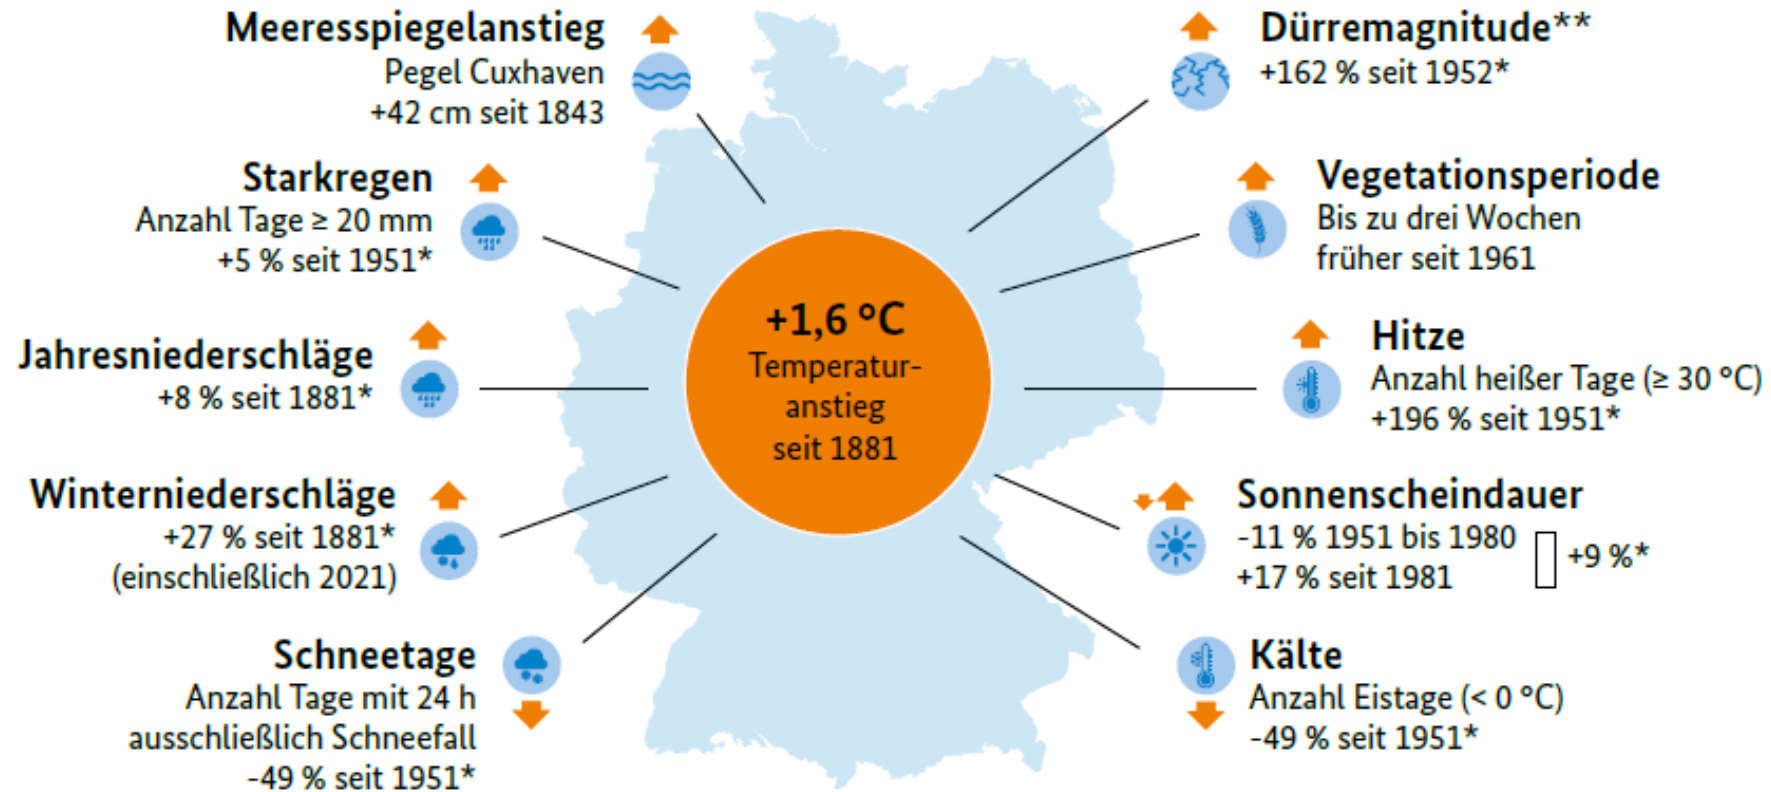 Meeresspiegelanstieg
Pegel Cuxhaven
+42 cm seit 1843
Starkregen
Anzahl Tage ≥ 20 mm
+5 % seit 1951*
Jahresniederschläge
+8 % seit 1881*
Winterniederschläge
+27 % seit 1881*
(einschließlich 2021)
Schneetage
Anzahl Tage mit 24 h
ausschließlich Schneefall
-49 % seit 1951*
+1,6 °C
Temperatur-
anstieg
seit 1881
Dürremagnitude**
+162 % seit 1952*
Vegetationsperiode
Bis zu drei Wochen
früher seit 1961
Hitze
Anzahl heißer Tage (≥ 30 °C)
+196 % seit 1951*
Sonnenscheindauer
-11 % 1951 bis 1980
+17 % seit 1981
+9 %*
Kälte
Anzahl Eistage (< 0 °C)
-49 % seit 1951*